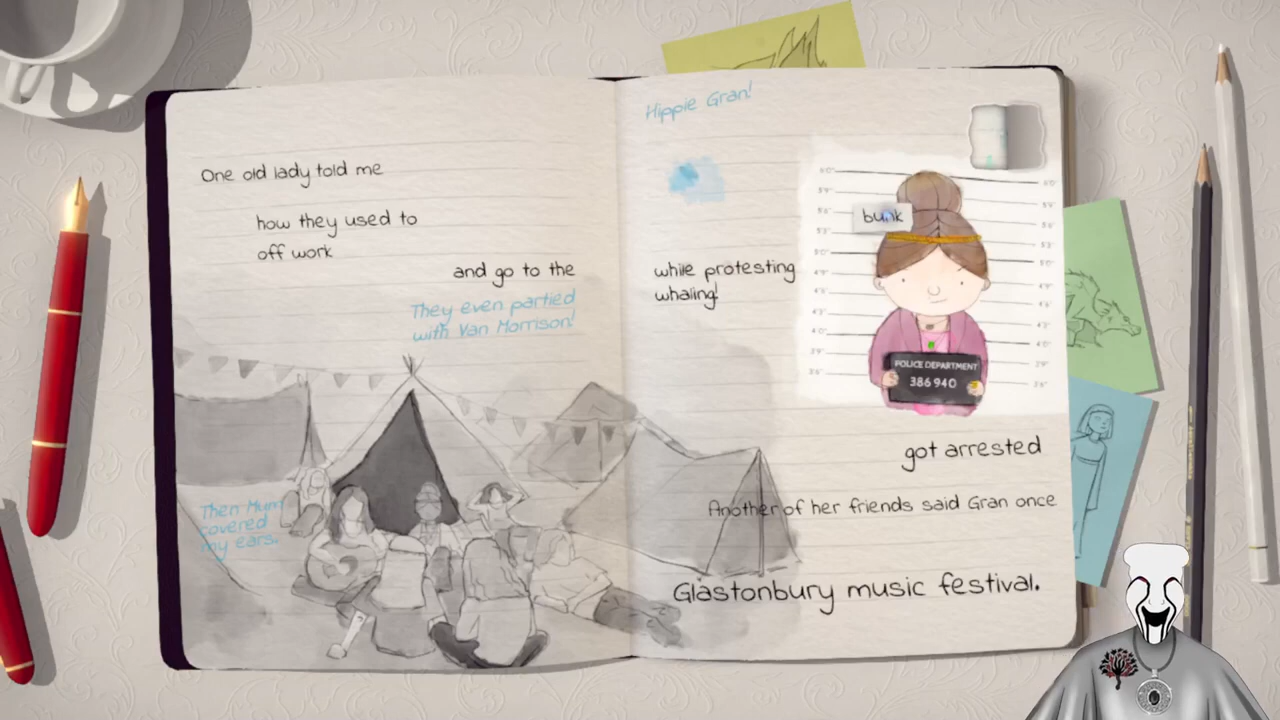 One old lady told me
how they used to
off work
and go to the
They even partied
with Van Morrison!
Then Mum
covered
my ears.
Hippie Gran!
bunk
while protesting
whaling!
POLICE DEPARTMENT
386 940
got arrested
Another of her friends said Gran once
Glastonbury music festival.